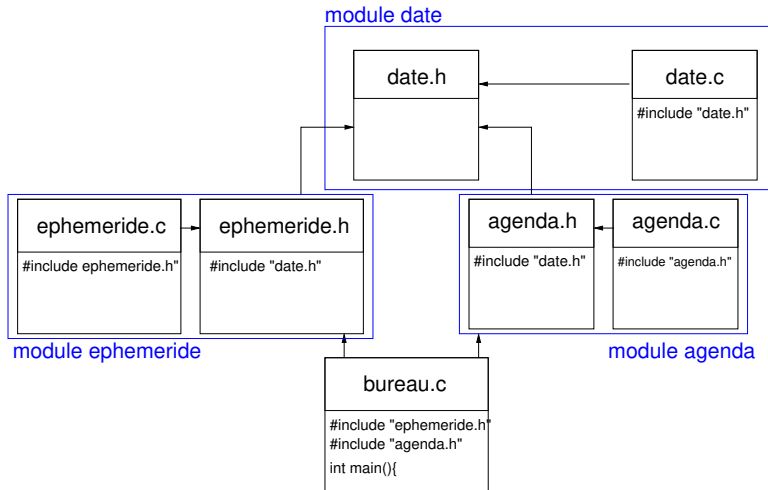 module date
date.h
date.c
#include "date.h"
ephemeride.c
ephemeride.h
#include ephemeride.h"
#include "date.h"
agenda.h
agenda.c
#include "date.h"
#include "agenda.h"
module ephemeride
module agenda
bureau.c
#include "ephemeride.h"
#include "agenda.h"
int main(){